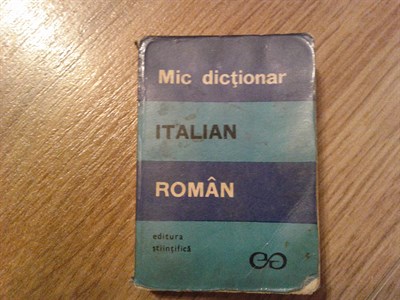 Mic dicționar
ITALIAN
ROMÂN
editura
științifică